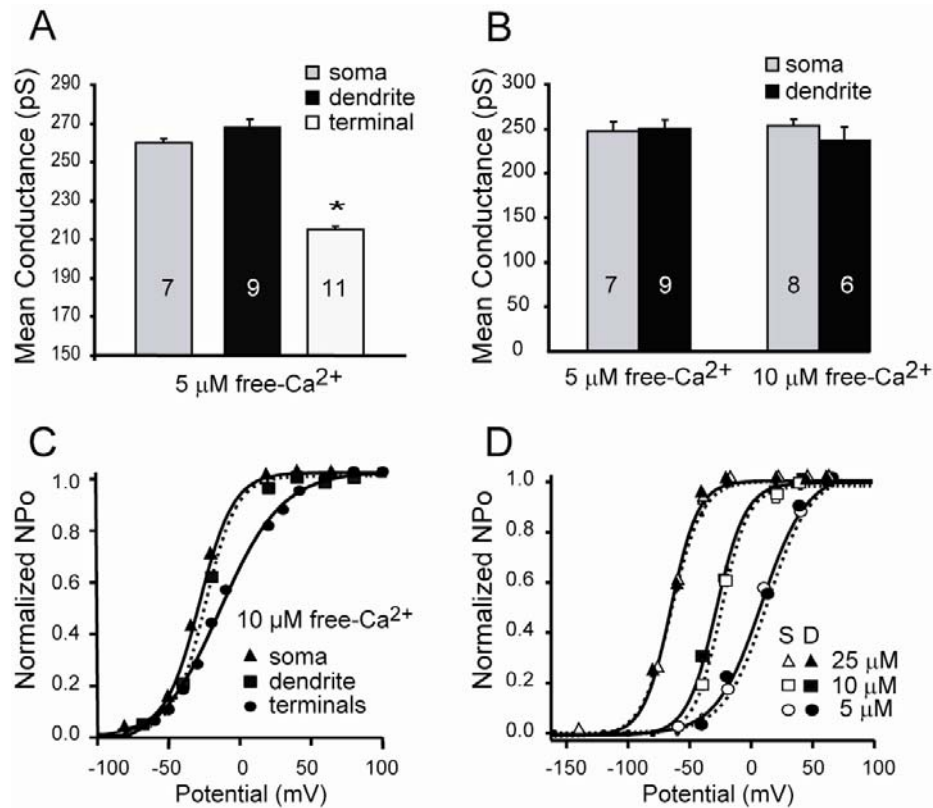 A
Mean Conductance (pS)
290
270
250
230
210
190
170
150
soma
dendrite
terminal
*
7
9
11
5 µM free-Ca2+
B
Mean Conductance (pS)
300
250
200
150
100
50
0
soma
dendrite
7
9
8
6
5 µM free-Ca2+
10 µM free-Ca2+
C
Normalized NPo
1.0
0.8
0.6
0.4
0.2
0.0
10 µM free-Ca2+
soma
dendrite
terminals
-100
-50
0
50
100
Potential (mV)
D
Normalized NPo
1.0
0.8
0.6
0.4
0.2
0.0
S D
25 µM
10 µM
5 µM
-150
-100
-50
0
50
100
Potential (mV)